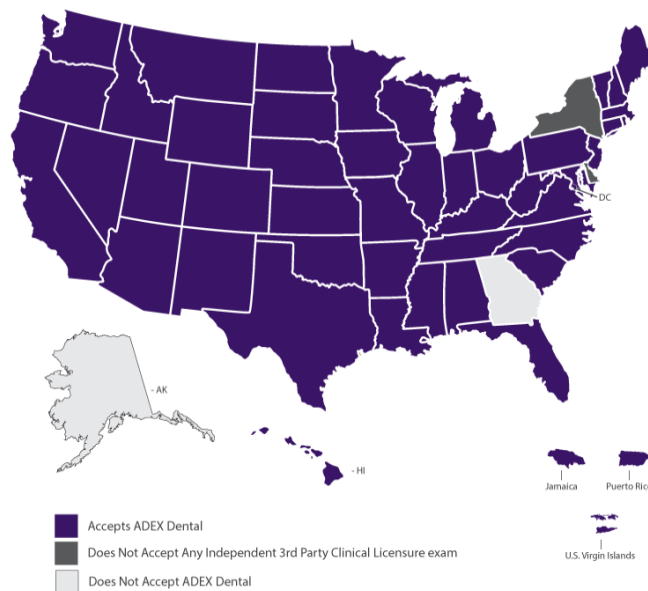 DC
- AK
- HI
Jamaica
Puerto Rico
U.S. Virgin Islands
Accepts ADEX Dental
Does Not Accept Any Independent 3rd Party Clinical Licensure exam
Does Not Accept ADEX Dental